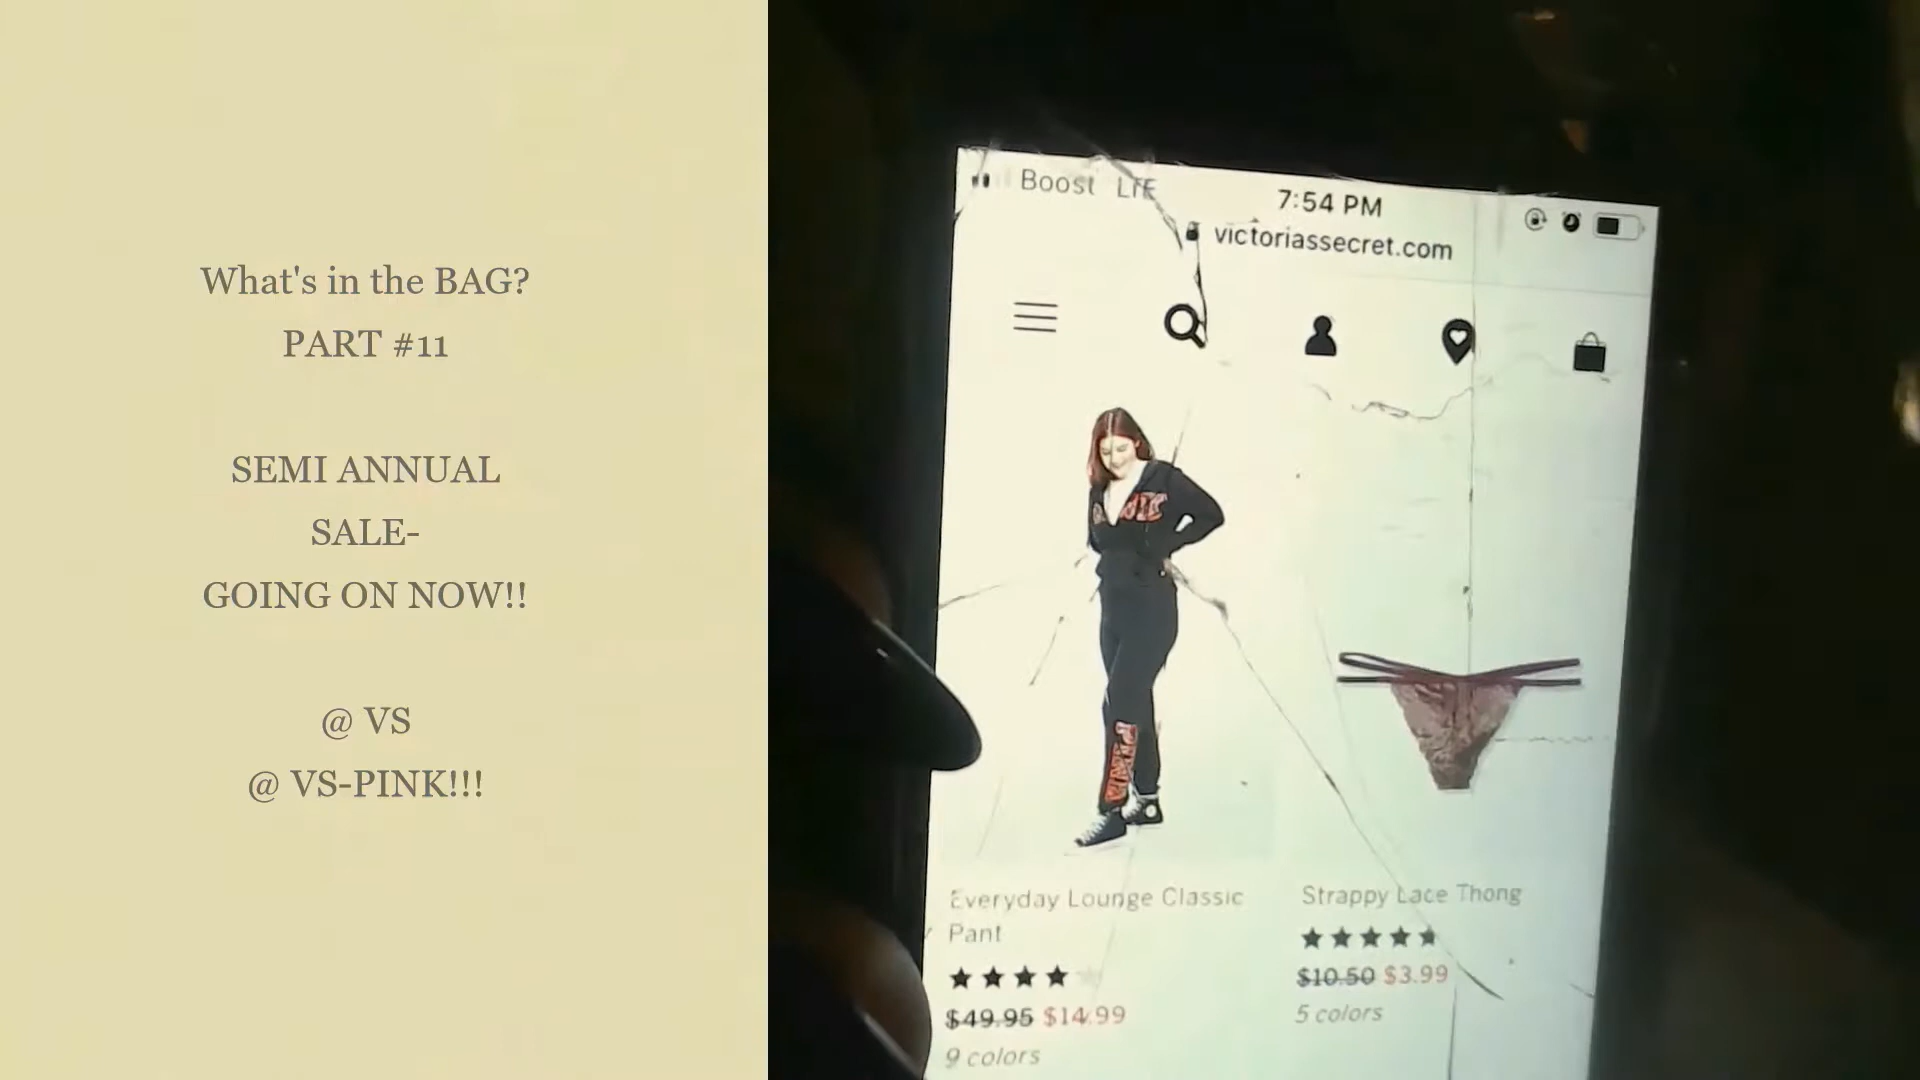 What's in the BAG?
PART #11
SEMI ANNUAL
SALE-
GOING ON NOW!!
@ VS
@ VS-PINK!!!
Boost LTE
7:54 PM
victoriassecret.com
PINK
Everyday Lounge Classic
Pant
$49.95 $14.99
9 colors
Strappy Lace Thong
$10.50 $3.99
5 colors